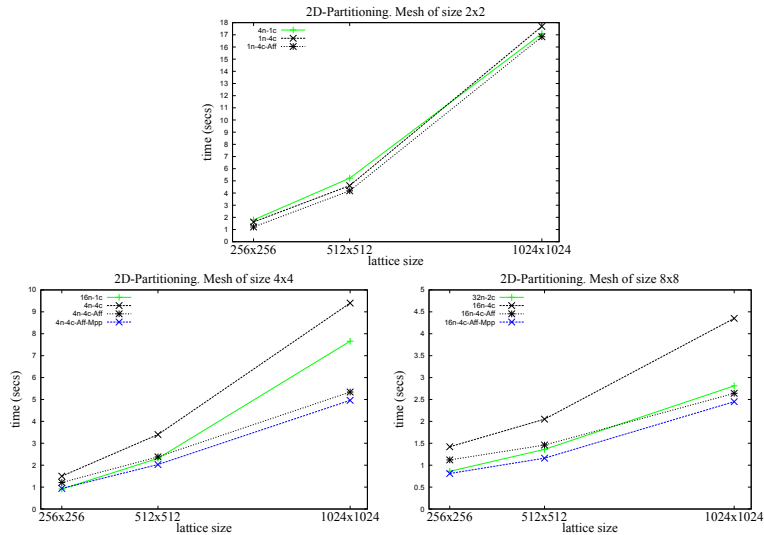 2D-Partitioning. Mesh of size 2x2
4n-1c
1n-4c
1n-4c-Aff
18
17
16
15
14
13
12
11
10
9
8
7
6
5
4
3
2
1
0
time (secs)
256x256 512x512 1024x1024
lattice size
2D-Partitioning. Mesh of size 4x4
16n-1c
4n-4c
4n-4c-Aff
4n-4c-Aff-Mpp
10
9
8
7
6
5
4
3
2
1
0
time (secs)
256x256 512x512 1024x1024
lattice size
2D-Partitioning. Mesh of size 8x8
32n-2c
16n-4c
16n-4c-Aff
16n-4c-Aff-Mpp
5
4.5
4
3.5
3
2.5
2
1.5
1
0.5
0
time (secs)
256x256 512x512 1024x1024
lattice size